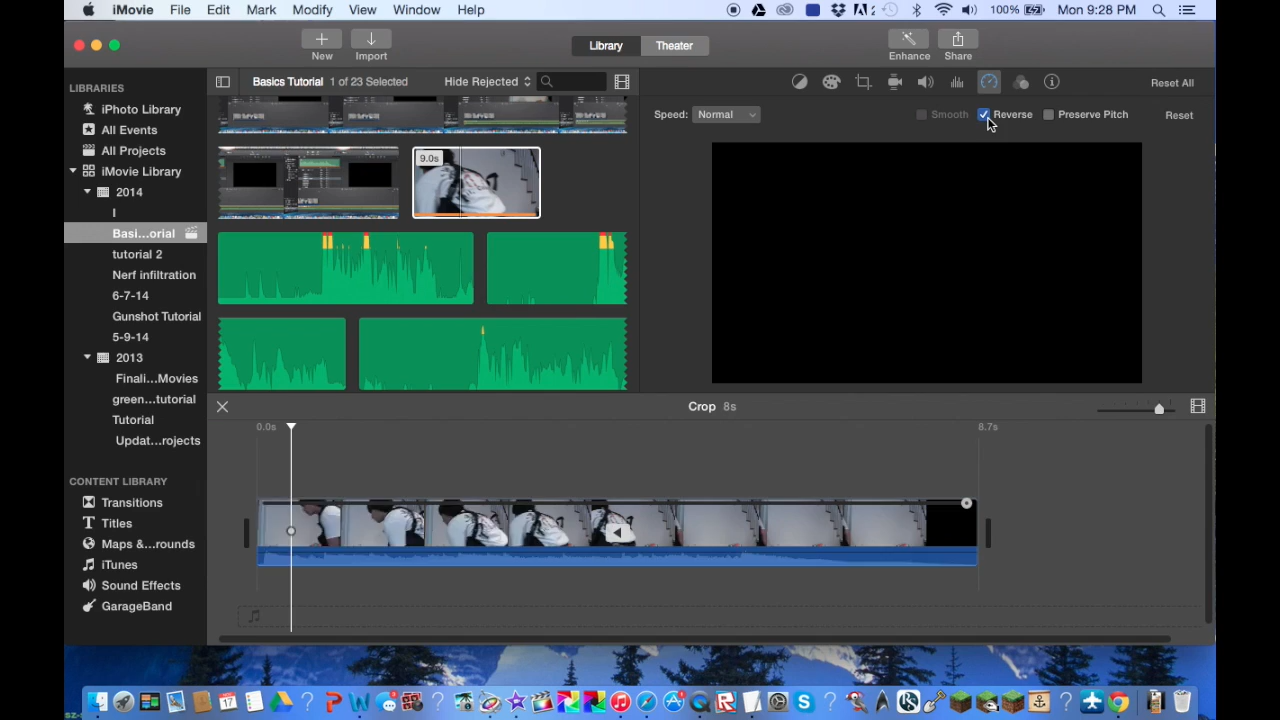 iMovie File Edit Mark Modify View Window Help
2 100% Mon 9:28 PM
New Import Library Theater Enhance Share
LIBRARIES
iPhoto Library
All Events
All Projects
iMovie Library
2014
I
Basi...orial
tutorial 2
Nerf infiltration
6-7-14
Gunshot Tutorial
5-9-14
2013
Finali...Movies
green...tutorial
Tutorial
Updat...rojects
CONTENT LIBRARY
Transitions
Titles
Maps &...rounds
iTunes
Sound Effects
GarageBand
Basics Tutorial 1 of 23 Selected Hide Rejected
9.0s
Reset All
Speed: Normal Smooth Reverse Preserve Pitch Reset
Crop 8s
0.0s 8.7s
17